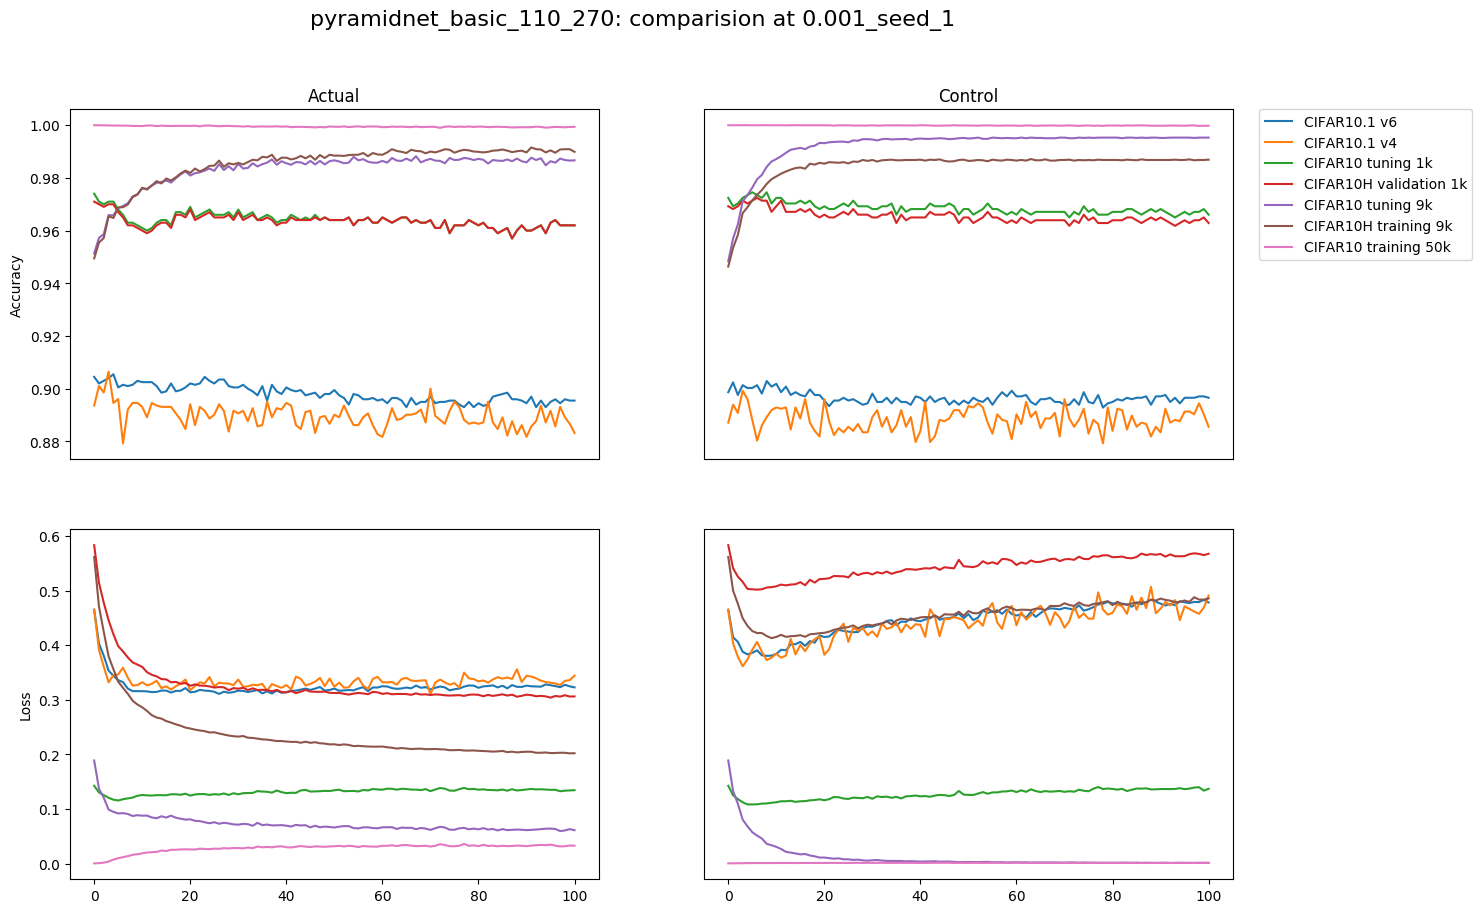 pyramidnet_basic_110_270: comparision at 0.001_seed_1
Actual
Control
Accuracy
1.00
0.98
0.96
0.94
0.92
0.90
0.88
CIFAR10.1 v6
CIFAR10.1 v4
CIFAR10 tuning 1k
CIFAR10H validation 1k
CIFAR10 tuning 9k
CIFAR10H training 9k
CIFAR10 training 50k
Loss
0.6
0.5
0.4
0.3
0.2
0.1
0.0
0 20 40 60 80 100
0 20 40 60 80 100